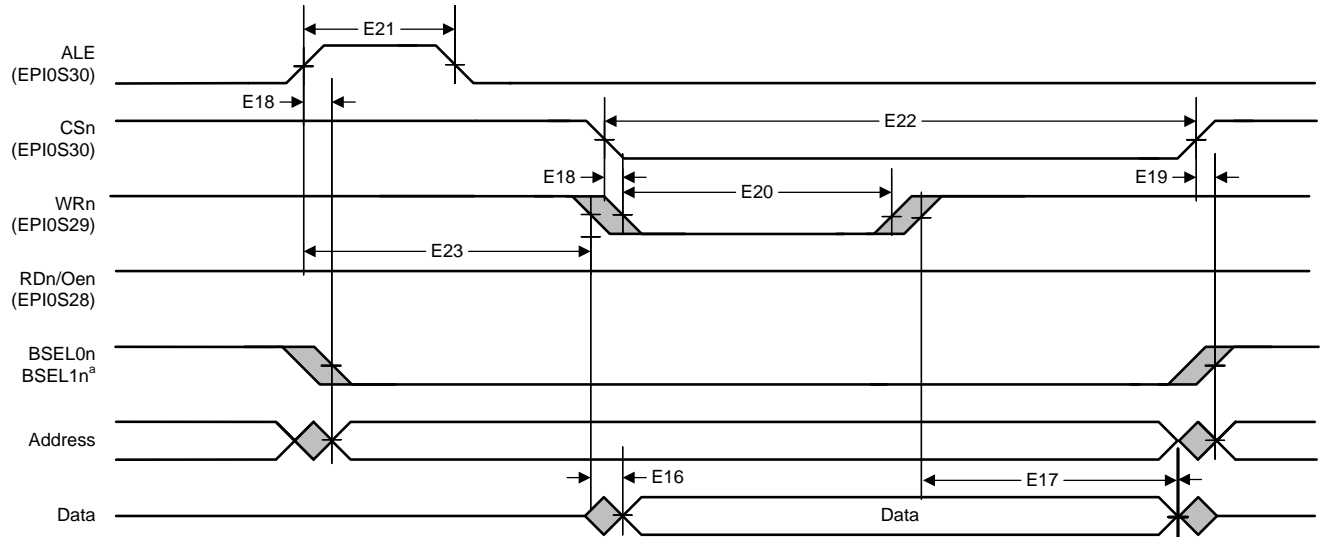 E21
ALE
(EPI0S30)
E18
CSn
(EPI0S30)
E22
E18
E20
E19
WRn
(EPI0S29)
E23
RDn/Oen
(EPI0S28)
BSEL0n
BSEL1nª
Address
E16
E17
Data
Data